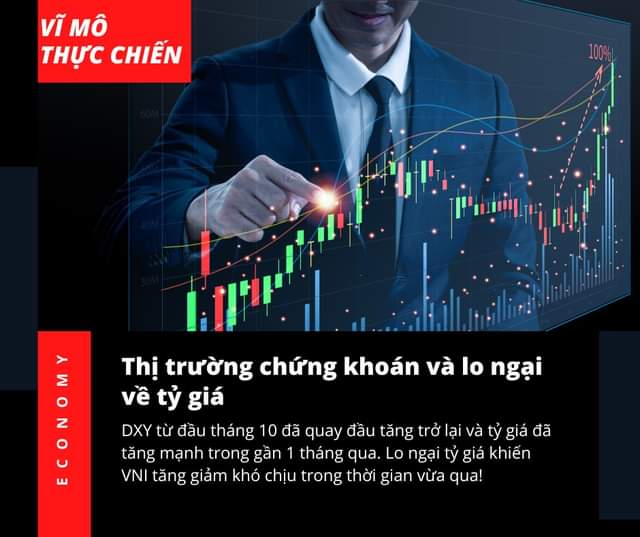 VĨ MÔ
THỰC CHIẾN
100%
60M
ECONOMY
Thị trường chứng khoán và lo ngại
về tỷ giá
DXY từ đầu tháng 10 đã quay đầu tăng trở lại và tỷ giá đã
tăng mạnh trong gần 1 tháng qua. Lo ngại tỷ giá khiến
VNI tăng giảm khó chịu trong thời gian vừa qua!